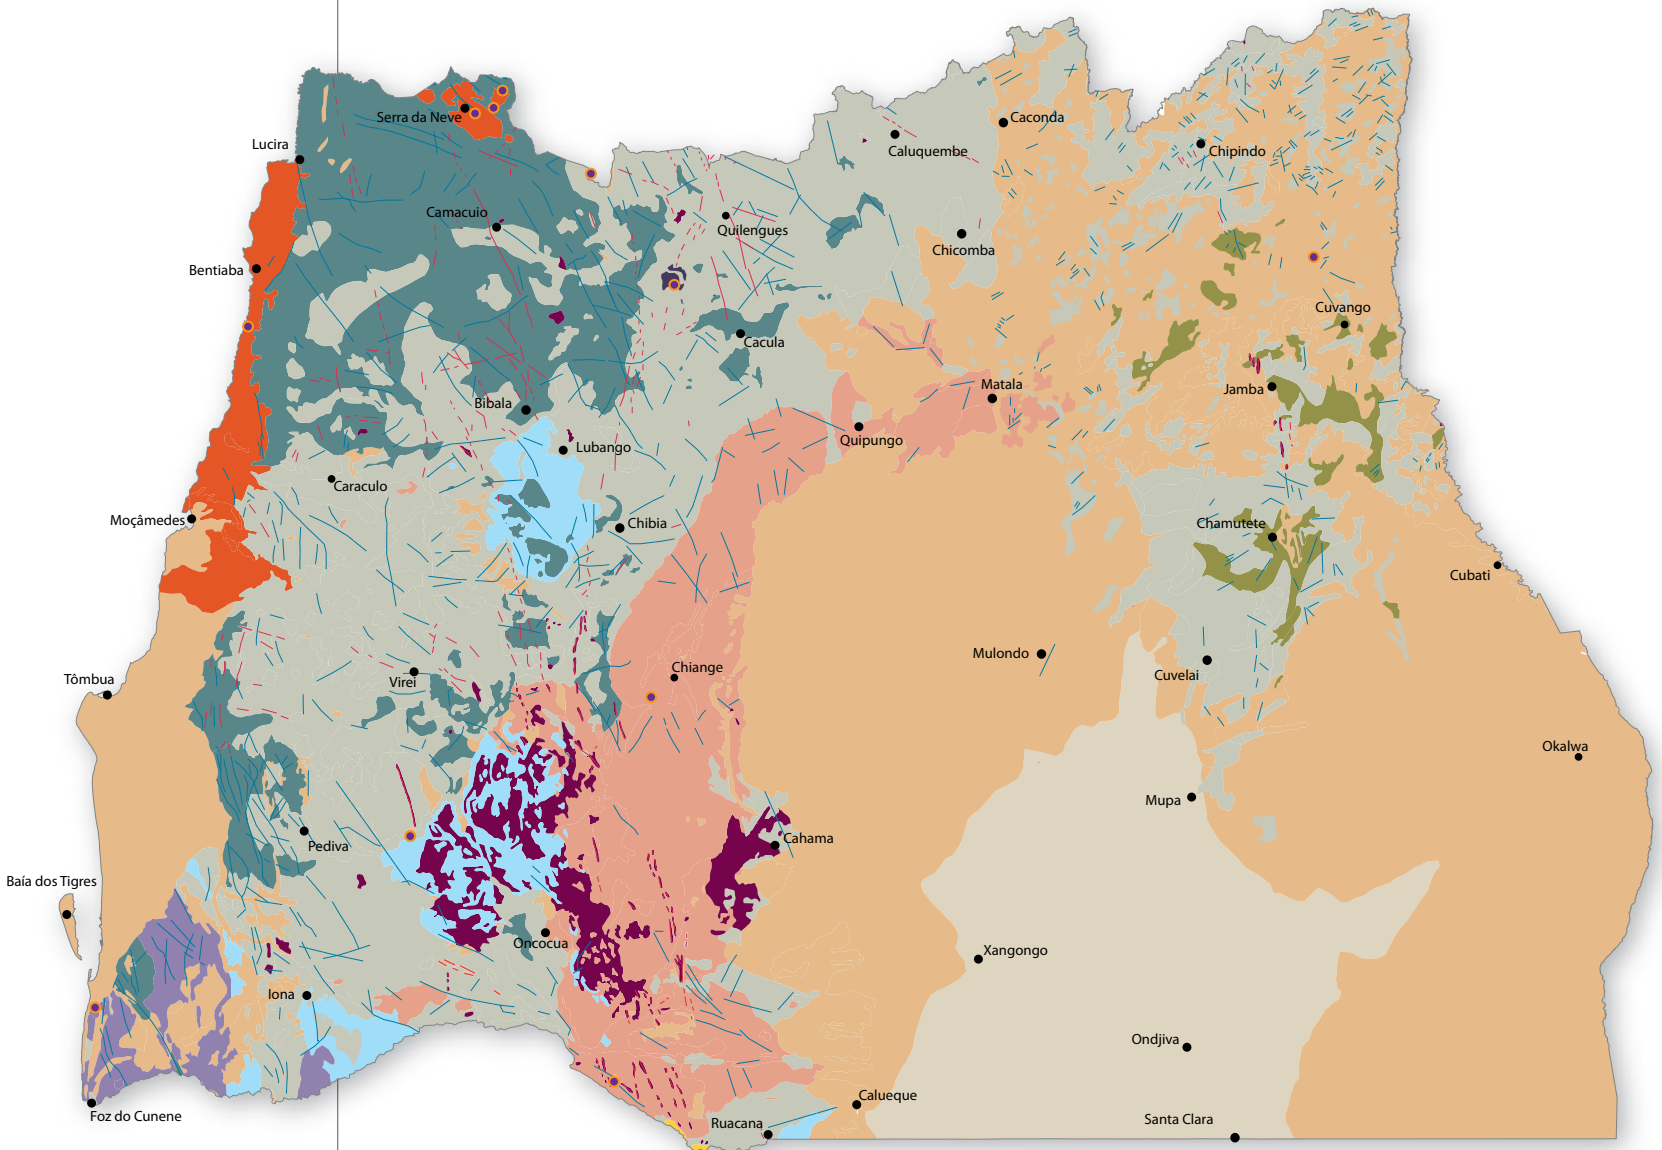 Serra da Neve
Caconda
Lucira
Caluquembe
Chipindo
Camacuio
Quilengues
Chicomba
Bentiaba
Cuvango
Cacula
Matala
Jamba
Bibala
Quipungo
Lubango
Caraculo
Moçâmedes
Chibia
Chamutete
Cubati
Mulondo
Chiange
Cuvelai
Tômbua
Virei
Okalwa
Mupa
Pediva
Cahama
Baía dos Tigres
Oncocua
Xangongo
Iona
Ondjiva
Calueque
Foz do Cunene
Ruacana
Santa Clara